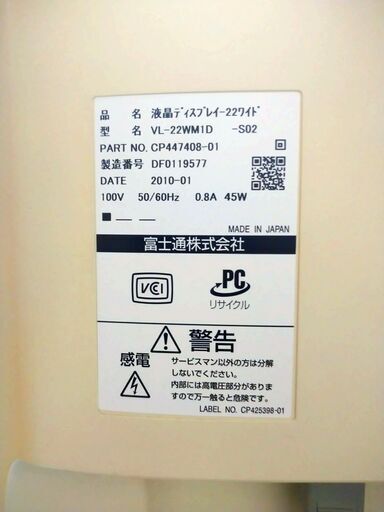 品 名 液晶ディスプレイ-22ワイド
型 名 VL-22WM1D -S02
PART NO. CP447408-01
製造番号 DF0119577
DATE 2010-01
100V 50/60Hz 0.8A 45W
MADE IN JAPAN
富士通株式会社
VCCI
PC
リサイクル
警告
感電
サービスマン以外の方は分解
しないでください。
内部には高電圧部分がありま
すので万一触ると危険です。
LABEL NO. CP425398-01